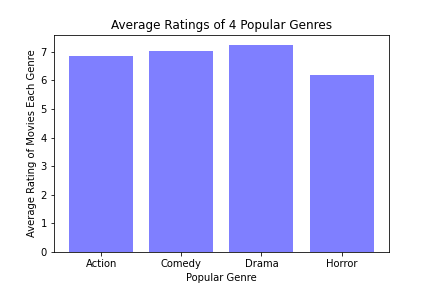 Average Ratings of 4 Popular Genres
Average Rating of Movies Each Genre
7
6
5
4
3
2
1
0
Action Comedy Drama Horror
Popular Genre